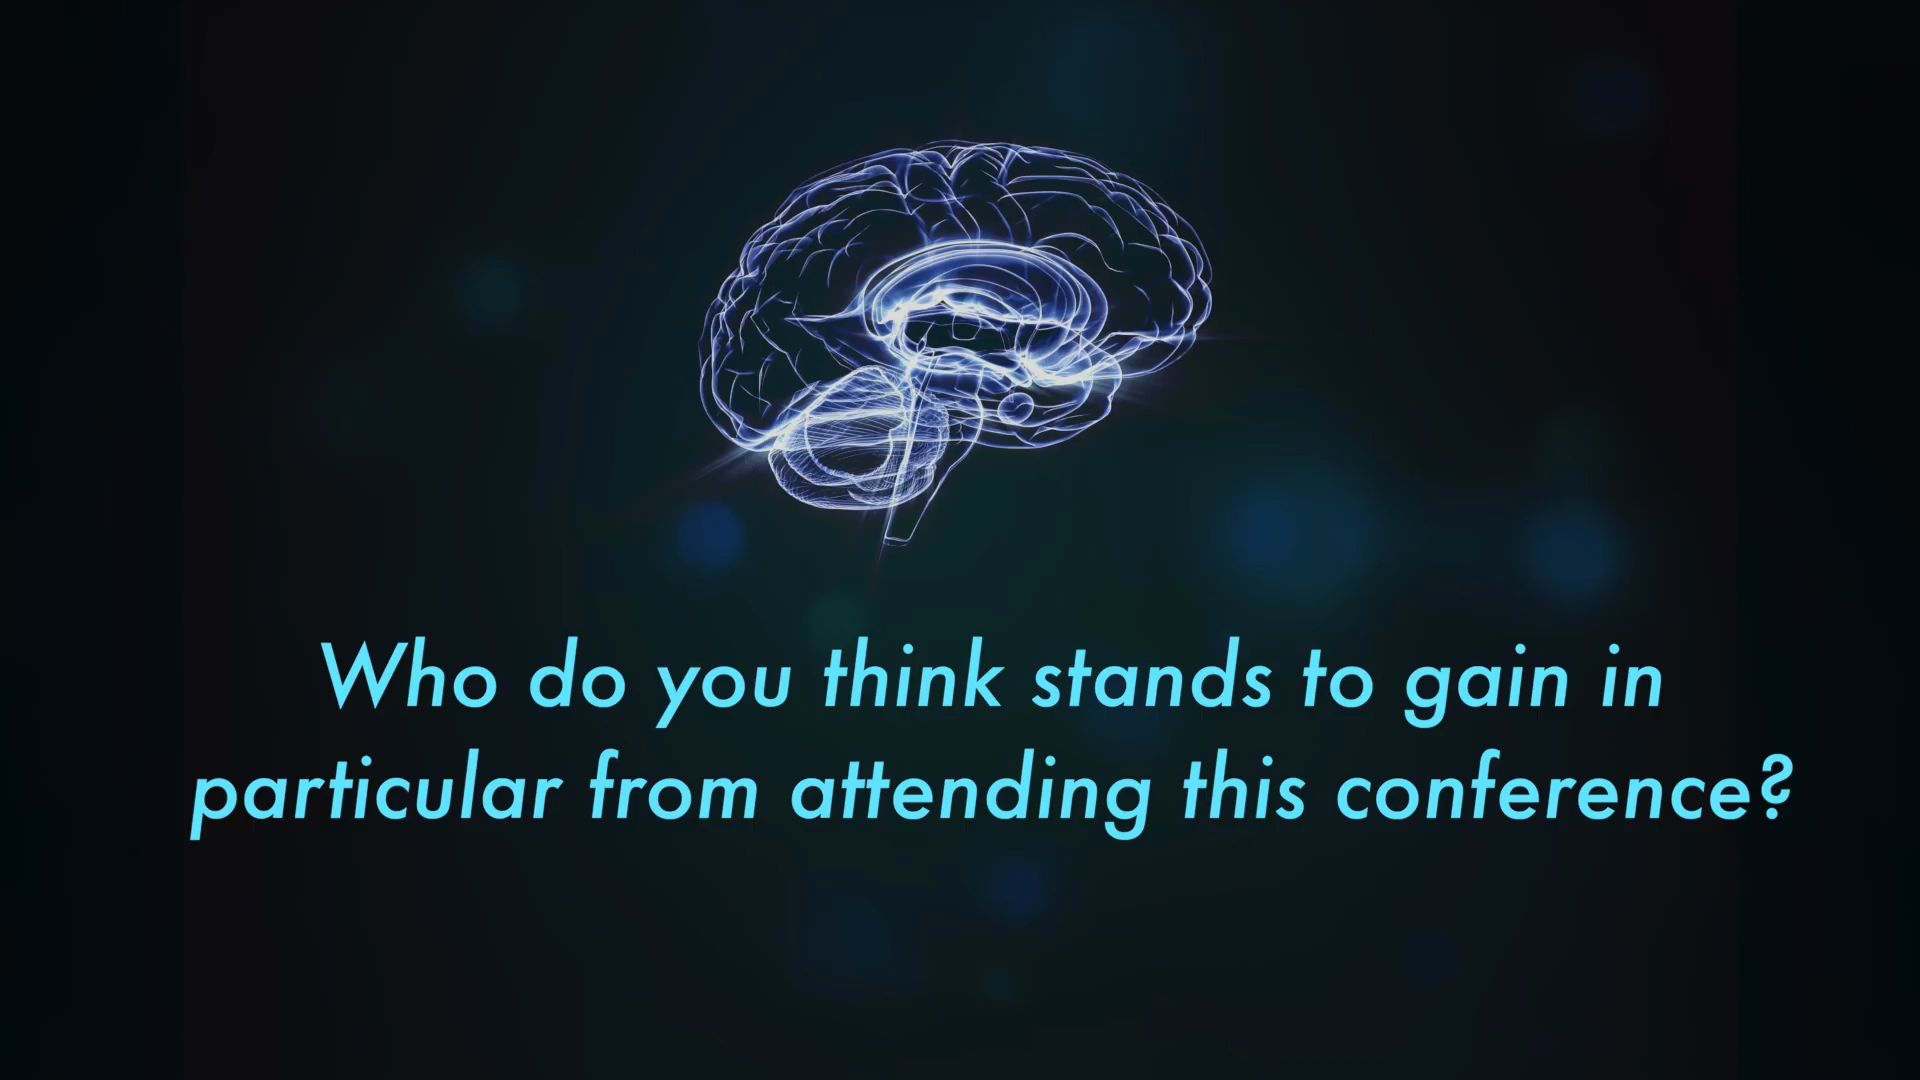 Who do you think stands to gain in
particular from attending this conference?